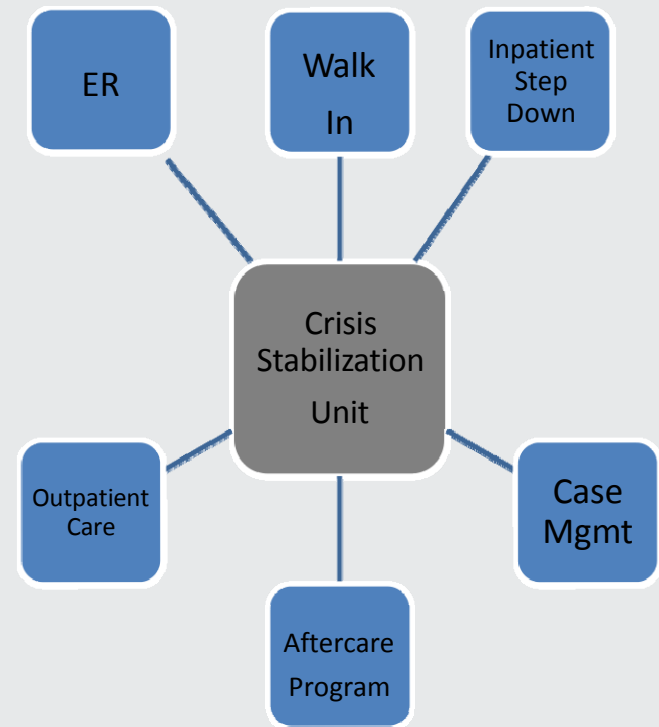 ER
Walk
In
Inpatient
Step
Down
Crisis
Stabilization
Unit
Outpatient
Care
Case
Mgmt
Aftercare
Program